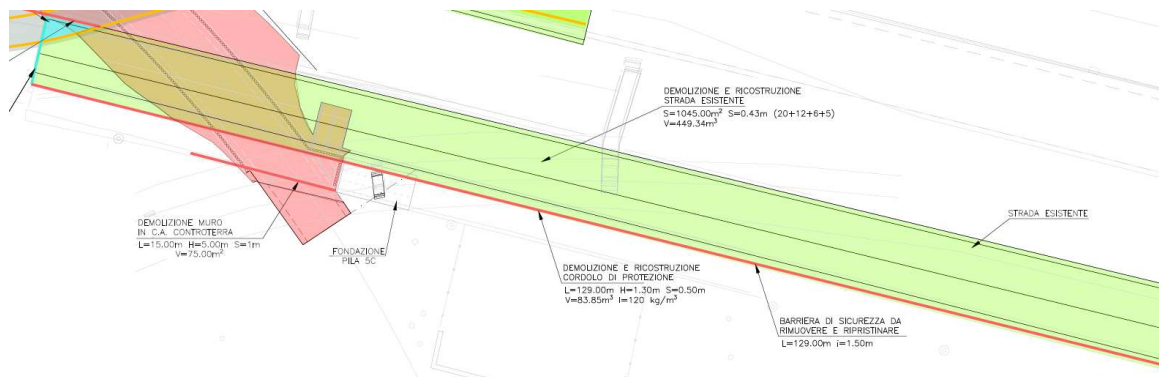 DEMOLIZIONE E RICOSTRUZIONE
STRADA ESISTENTE
S=1045.00m² S=0.43m (20+12+6+5)
V=449.34m³
STRADA ESISTENTE
DEMOLIZIONE MURO
IN C.A. CONTROTERRA
L=15.00m H=5.00m S=1m
V=75.00m²
FONDAZIONE
PILA 5C
DEMOLIZIONE E RICOSTRUZIONE
CORDOLO DI PROTEZIONE
L=129.00m H=1.30m S=0.50m
V=83.85m³ I=120 kg/m³
BARRIERA DI SICUREZZA DA
RIMUOVERE E RIPRISTINARE
L=129.00m i=1.50m